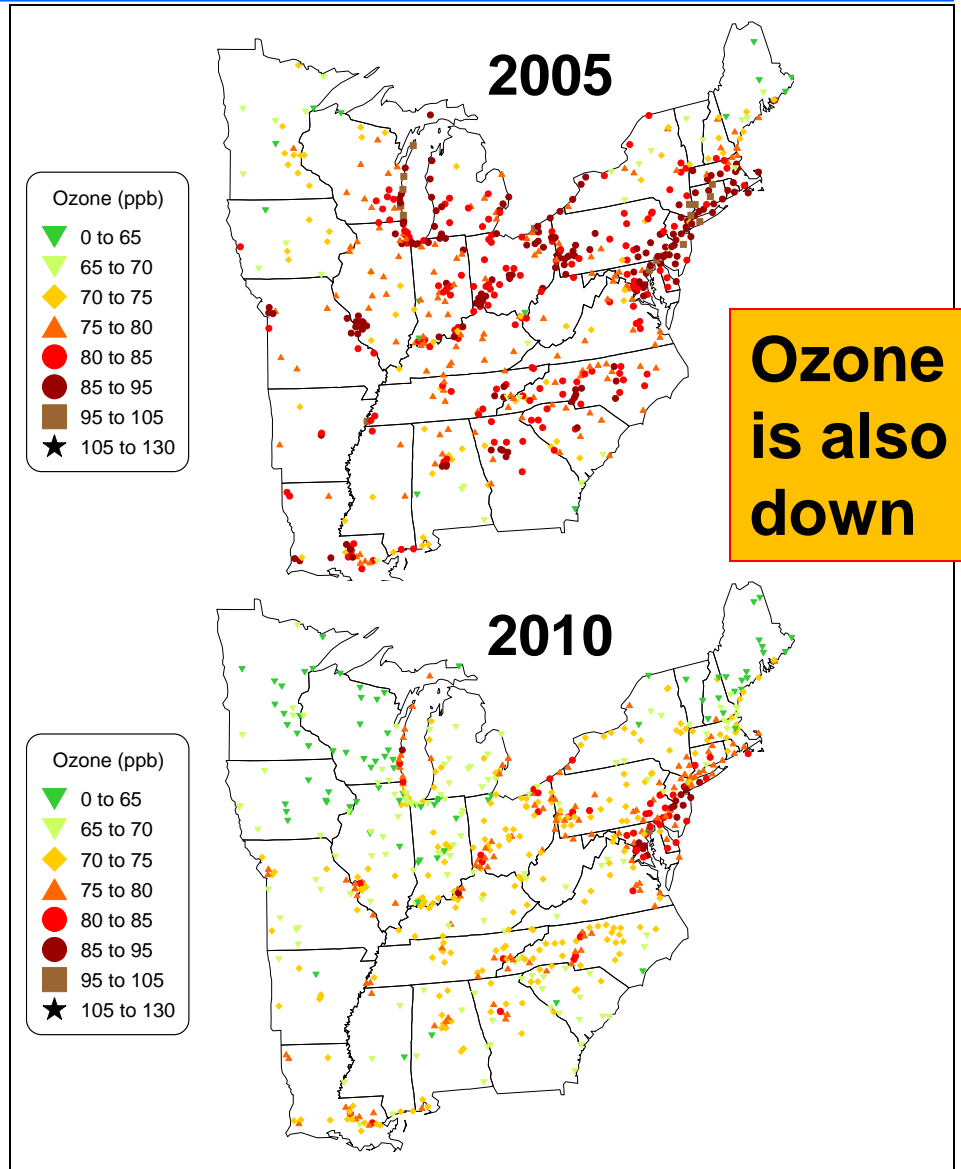 2005
Ozone (ppb)
0 to 65
65 to 70
70 to 75
75 to 80
80 to 85
85 to 95
95 to 105
105 to 130
Ozone
is also
down
2010
Ozone (ppb)
0 to 65
65 to 70
70 to 75
75 to 80
80 to 85
85 to 95
95 to 105
105 to 130